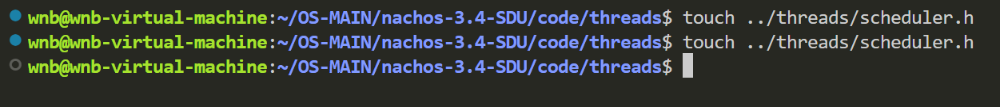 wnb@wnb-virtual-machine:~/OS-MAIN/nachos-3.4-SDU/code/threads$ touch ../threads/scheduler.h
wnb@wnb-virtual-machine:~/OS-MAIN/nachos-3.4-SDU/code/threads$ touch ../threads/scheduler.h
wnb@wnb-virtual-machine:~/OS-MAIN/nachos-3.4-SDU/code/threads$